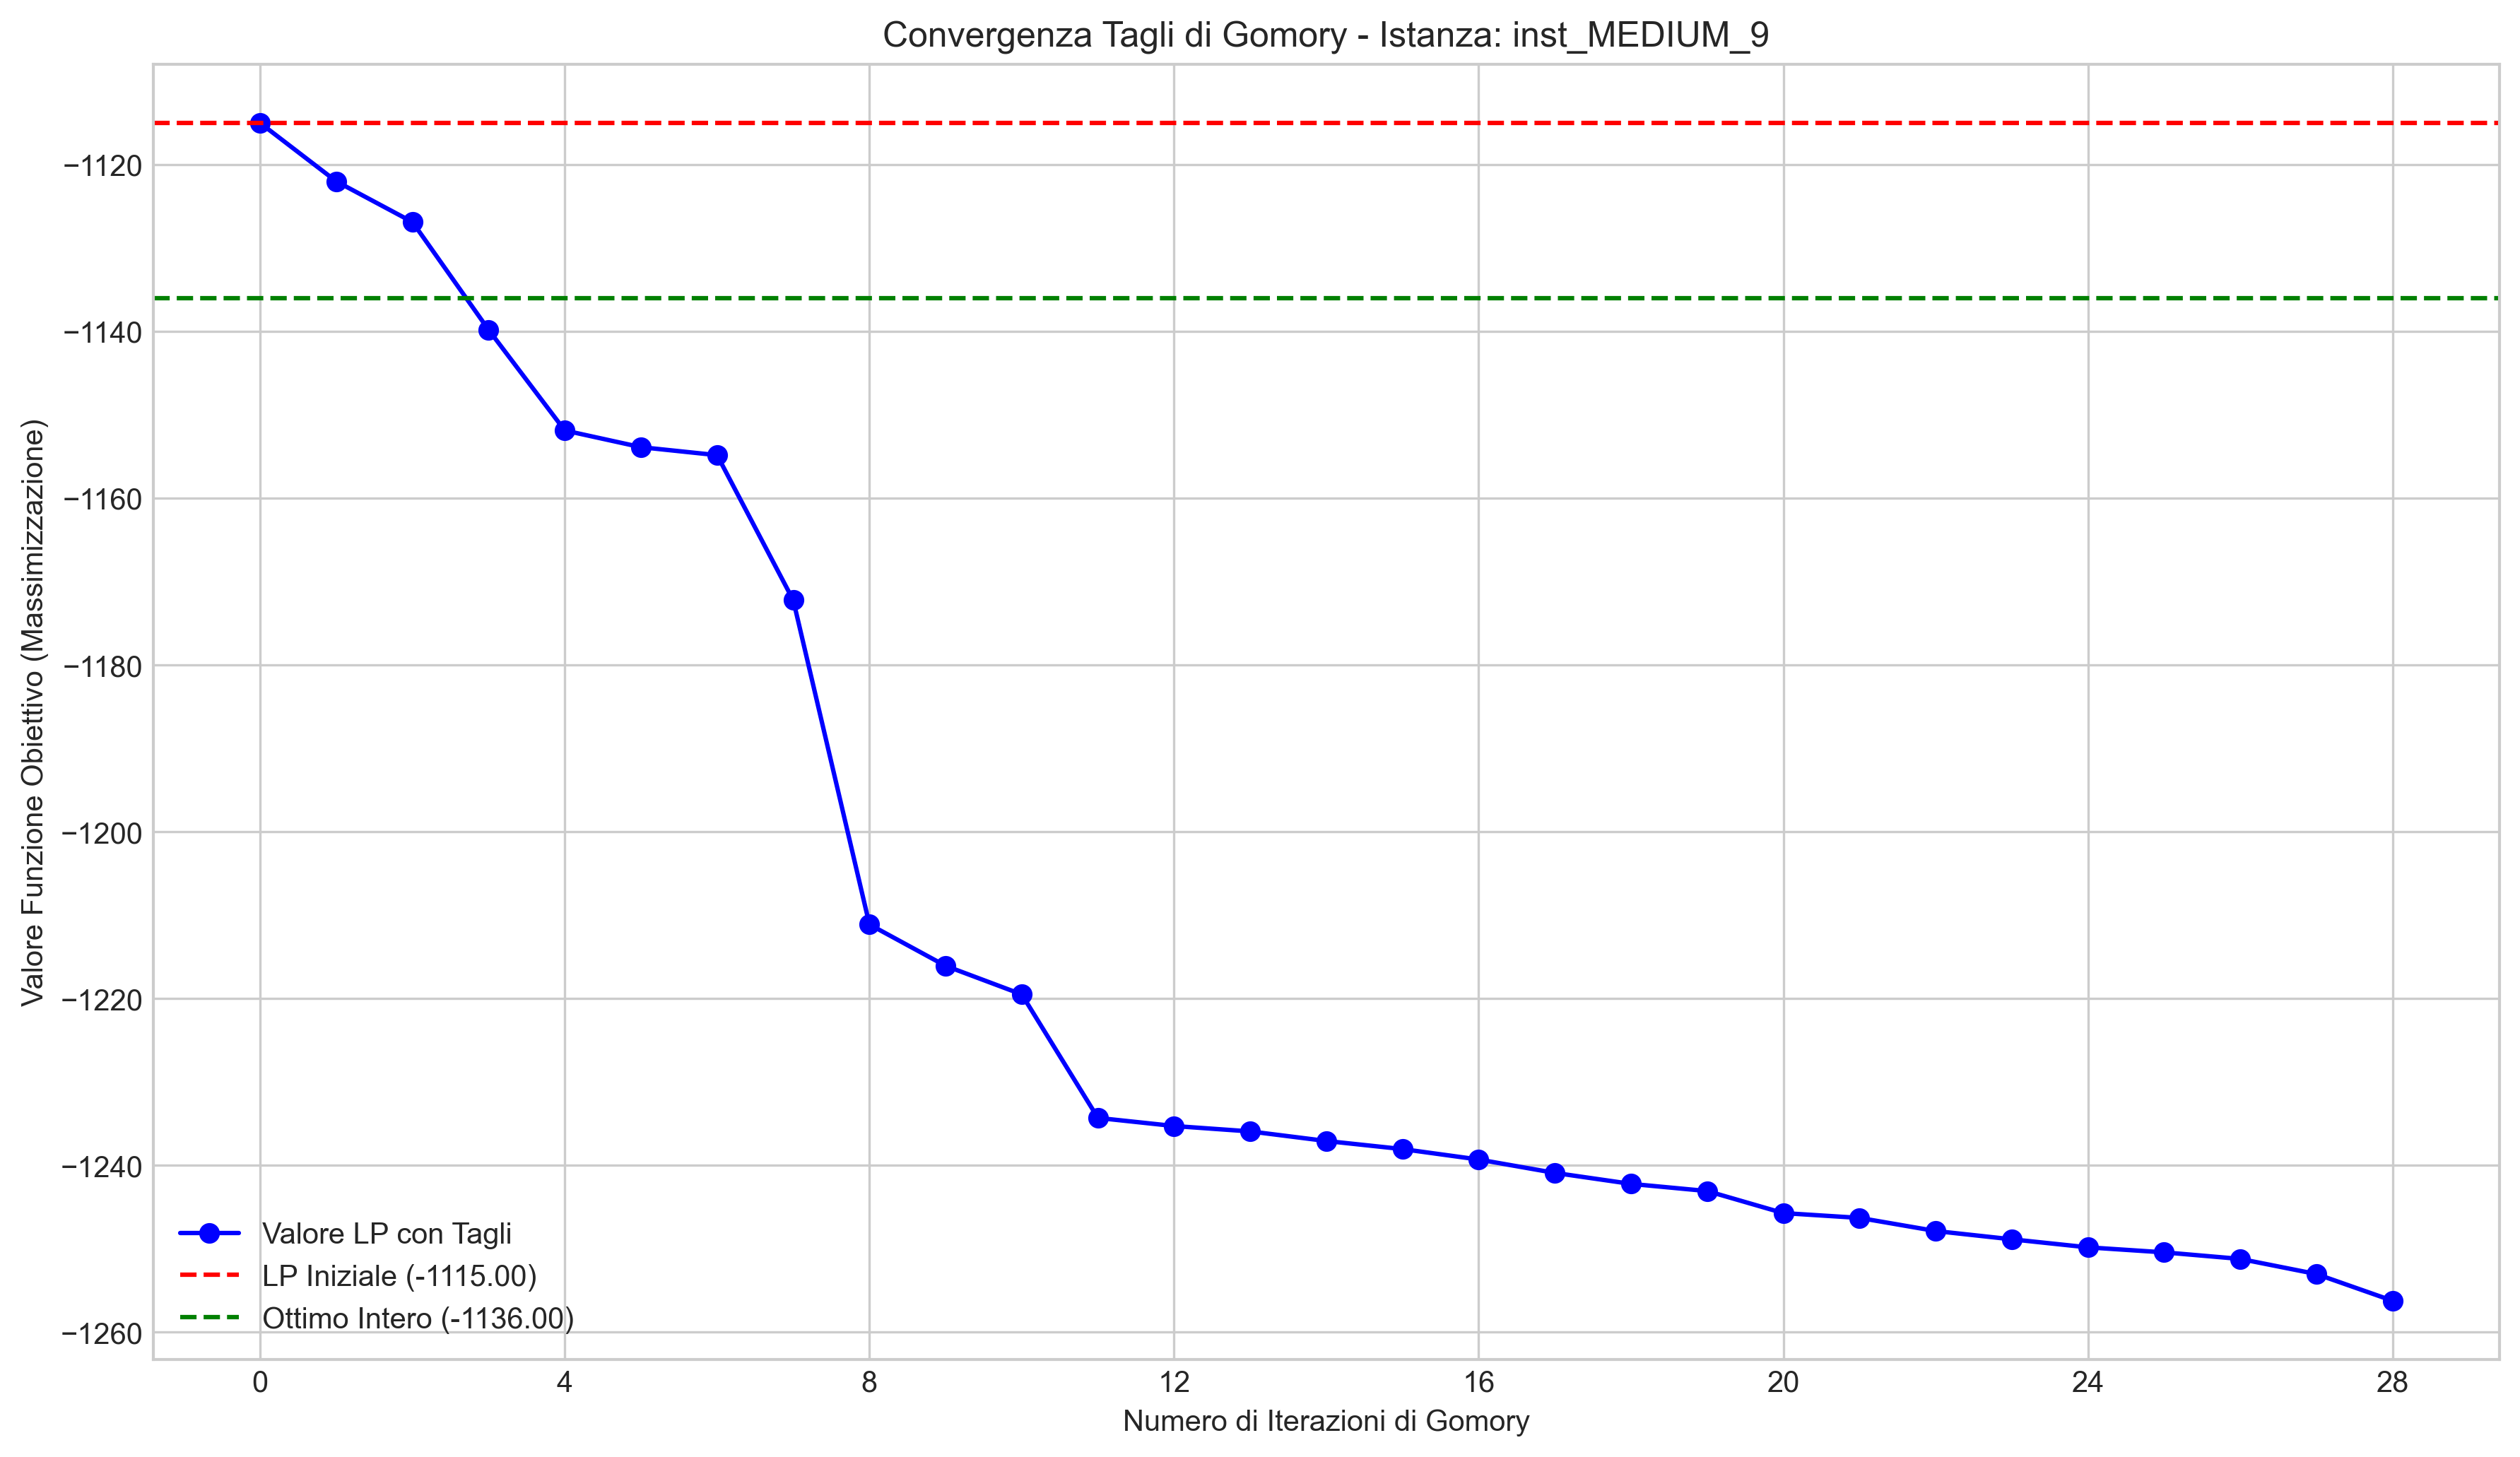 Convergenza Tagli di Gomory - Istanza: inst_MEDIUM_9
Valore Funzione Obiettivo (Massimizzazione)
−1120
−1140
−1160
−1180
−1200
−1220
−1240
−1260
Valore LP con Tagli
LP Iniziale (-1115.00)
Ottimo Intero (-1136.00)
0 4 8 12 16 20 24 28
Numero di Iterazioni di Gomory